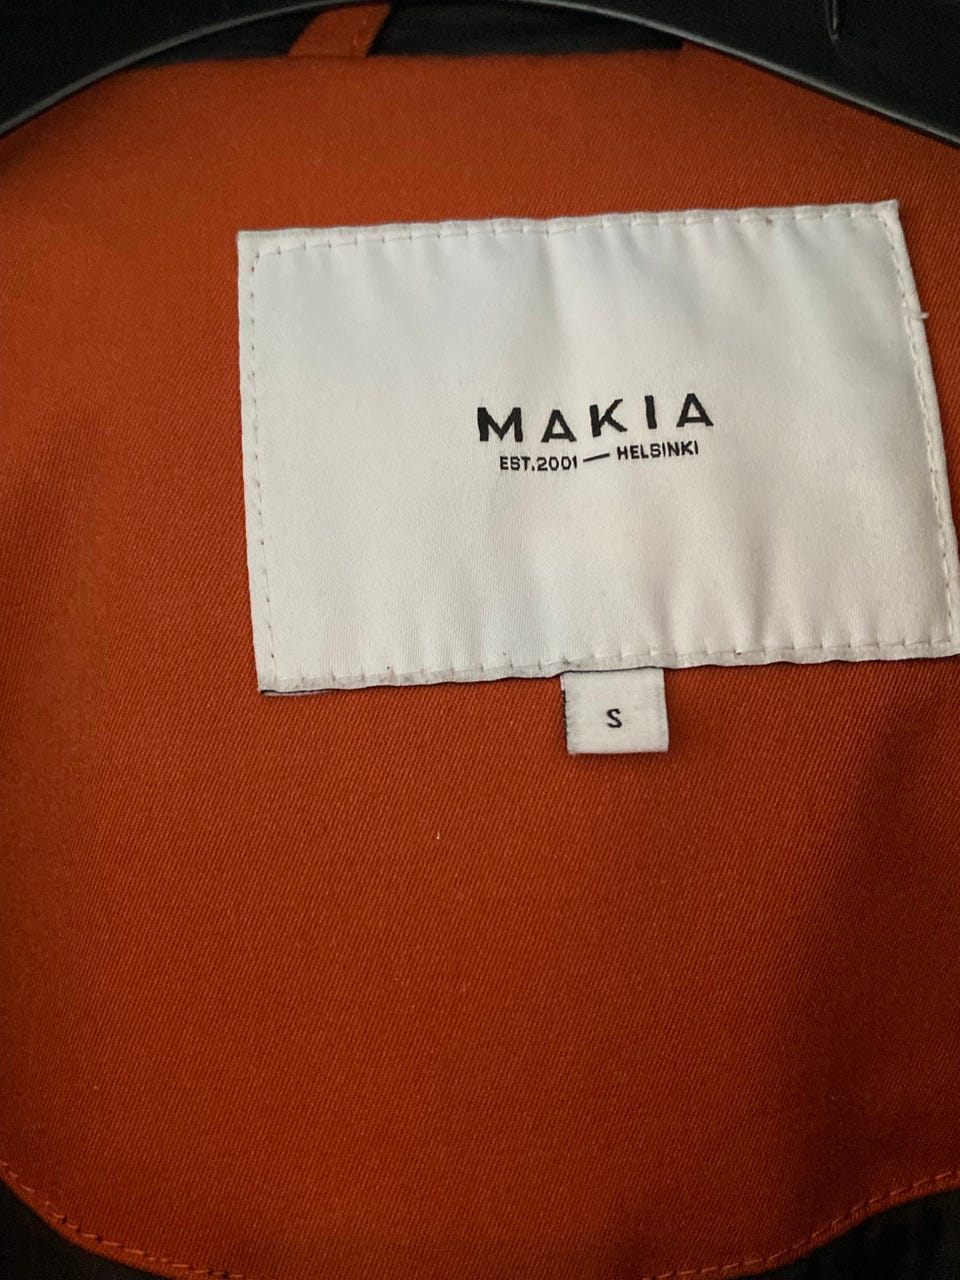 MAKIA
EST.2001 — HELSINKI
S